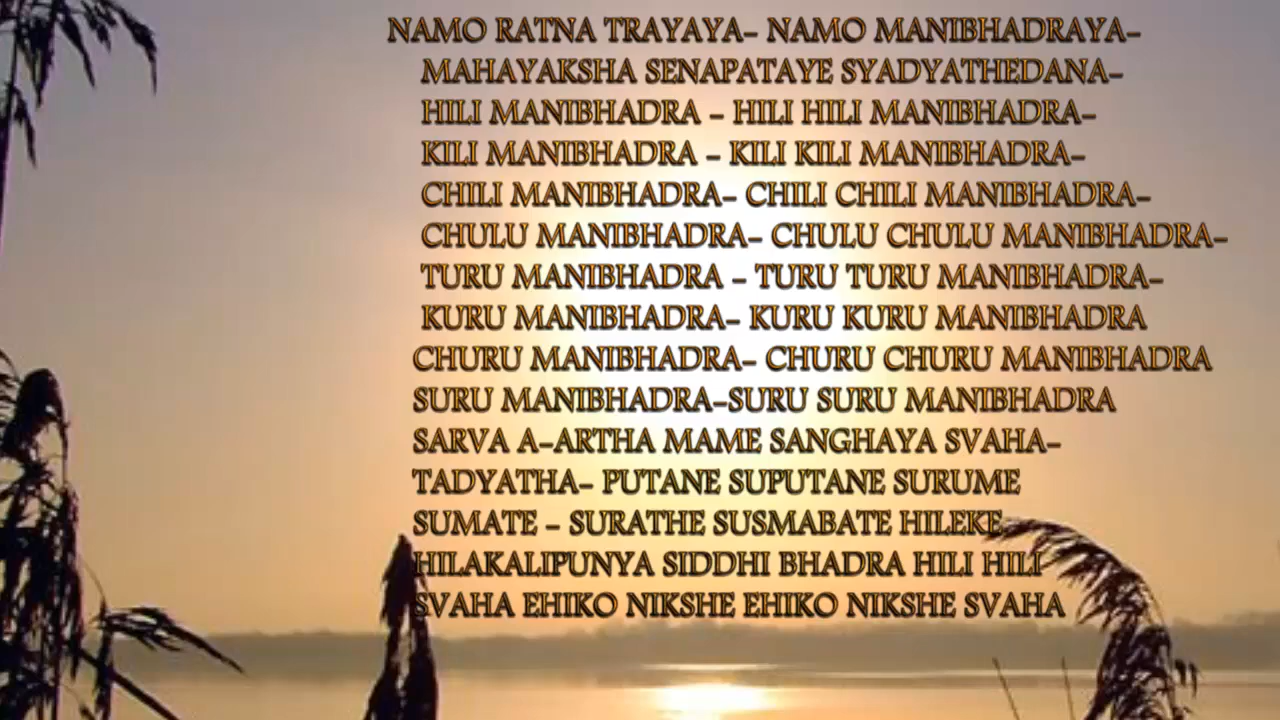 NAMO RATNA TRAYAYA- NAMO MANIBHADRAYA-
MAHAYAKSHA SENAPATAYE SYADYATHEDANA-
HILI MANIBHADRA - HILI HILI MANIBHADRA-
KILI MANIBHADRA - KILI KILI MANIBHADRA-
CHILI MANIBHADRA- CHILI CHILI MANIBHADRA-
CHULU MANIBHADRA- CHULU CHULU MANIBHADRA-
TURU MANIBHADRA - TURU TURU MANIBHADRA-
KURU MANIBHADRA- KURU KURU MANIBHADRA
CHURU MANIBHADRA- CHURU CHURU MANIBHADRA
SURU MANIBHADRA-SURU SURU MANIBHADRA
SARVA A-ARTHA MAME SANGHAYA SVAHA-
TADYATHA- PUTANE SUPUTANE SURUME
SUMATE - SURATHE SUSMABATE HILEKE
HILAKALIPUNYA SIDDHI BHADRA HILI HILI
SVAHA EHIKO NIKSHE EHIKO NIKSHE SVAHA